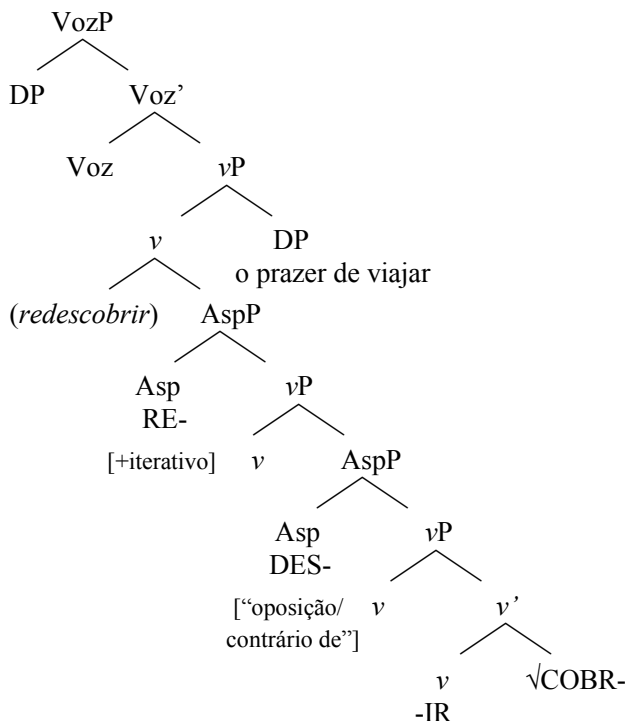 VozP
DP Voz’
Voz vP
v DP
o prazer de viajar
(redescobrir) AspP
Asp vP
RE-
[+iterativo] v AspP
Asp vP
DES-
[“oposição/ v v’
contrário de”]
v √COBR-
-IR